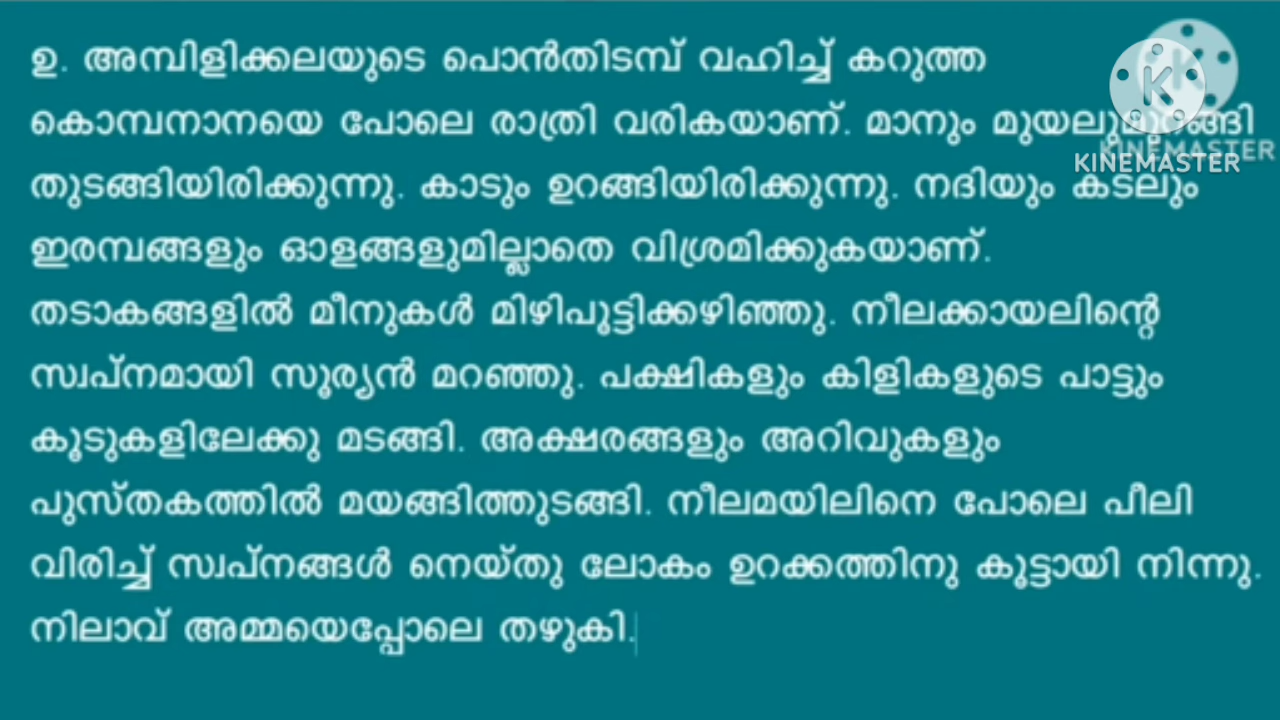 ഉ. അമ്പിളിക്കലയുടെ പൊൻതിടമ്പ് വഹിച്ച് കറുത്ത
കൊമ്പനാനയെ പോലെ രാത്രി വരികയാണ്. മാനും മുയലുമുറങ്ങി
തുടങ്ങിയിരിക്കുന്നു. കാടും ഉറങ്ങിയിരിക്കുന്നു. നദിയും കടലും
ഇരമ്പങ്ങളും ഓളങ്ങളുമില്ലാതെ വിശ്രമിക്കുകയാണ്.
തടാകങ്ങളിൽ മീനുകൾ മിഴിപൂട്ടിക്കഴിഞ്ഞു. നീലക്കായലിന്റെ
സ്വപ്നമായി സൂര്യൻ മറഞ്ഞു. പക്ഷികളും കിളികളുടെ പാട്ടും
കൂടുകളിലേക്കു മടങ്ങി. അക്ഷരങ്ങളും അറിവുകളും
പുസ്തകത്തിൽ മയങ്ങിത്തുടങ്ങി. നീലമയിലിനെ പോലെ പീലി
വിരിച്ച് സ്വപ്നങ്ങൾ നെയ്തു ലോകം ഉറക്കത്തിനു കൂട്ടായി നിന്നു.
നിലാവ് അമ്മയെപ്പോലെ തഴുകി.
K
KINEMASTER
K
KINEMASTER